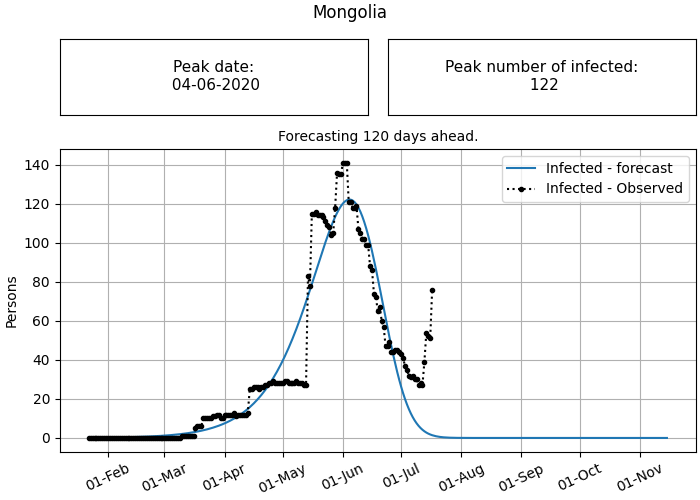 Mongolia
Peak date:
04-06-2020
Peak number of infected:
122
Forecasting 120 days ahead.
Infected - forecast
Infected - Observed
Persons
140
120
100
80
60
40
20
0
01-Feb
01-Mar
01-Apr
01-May
01-Jun
01-Jul
01-Aug
01-Sep
01-Oct
01-Nov